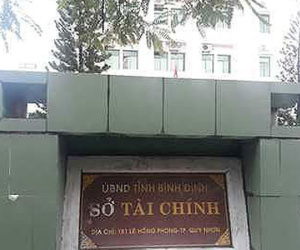 UBND TỈNH BÌNH ĐỊNH
SỞ TÀI CHÍNH
ĐỊA CHỈ: 181 LÊ HỒNG PHONG-TP. QUY NHƠN